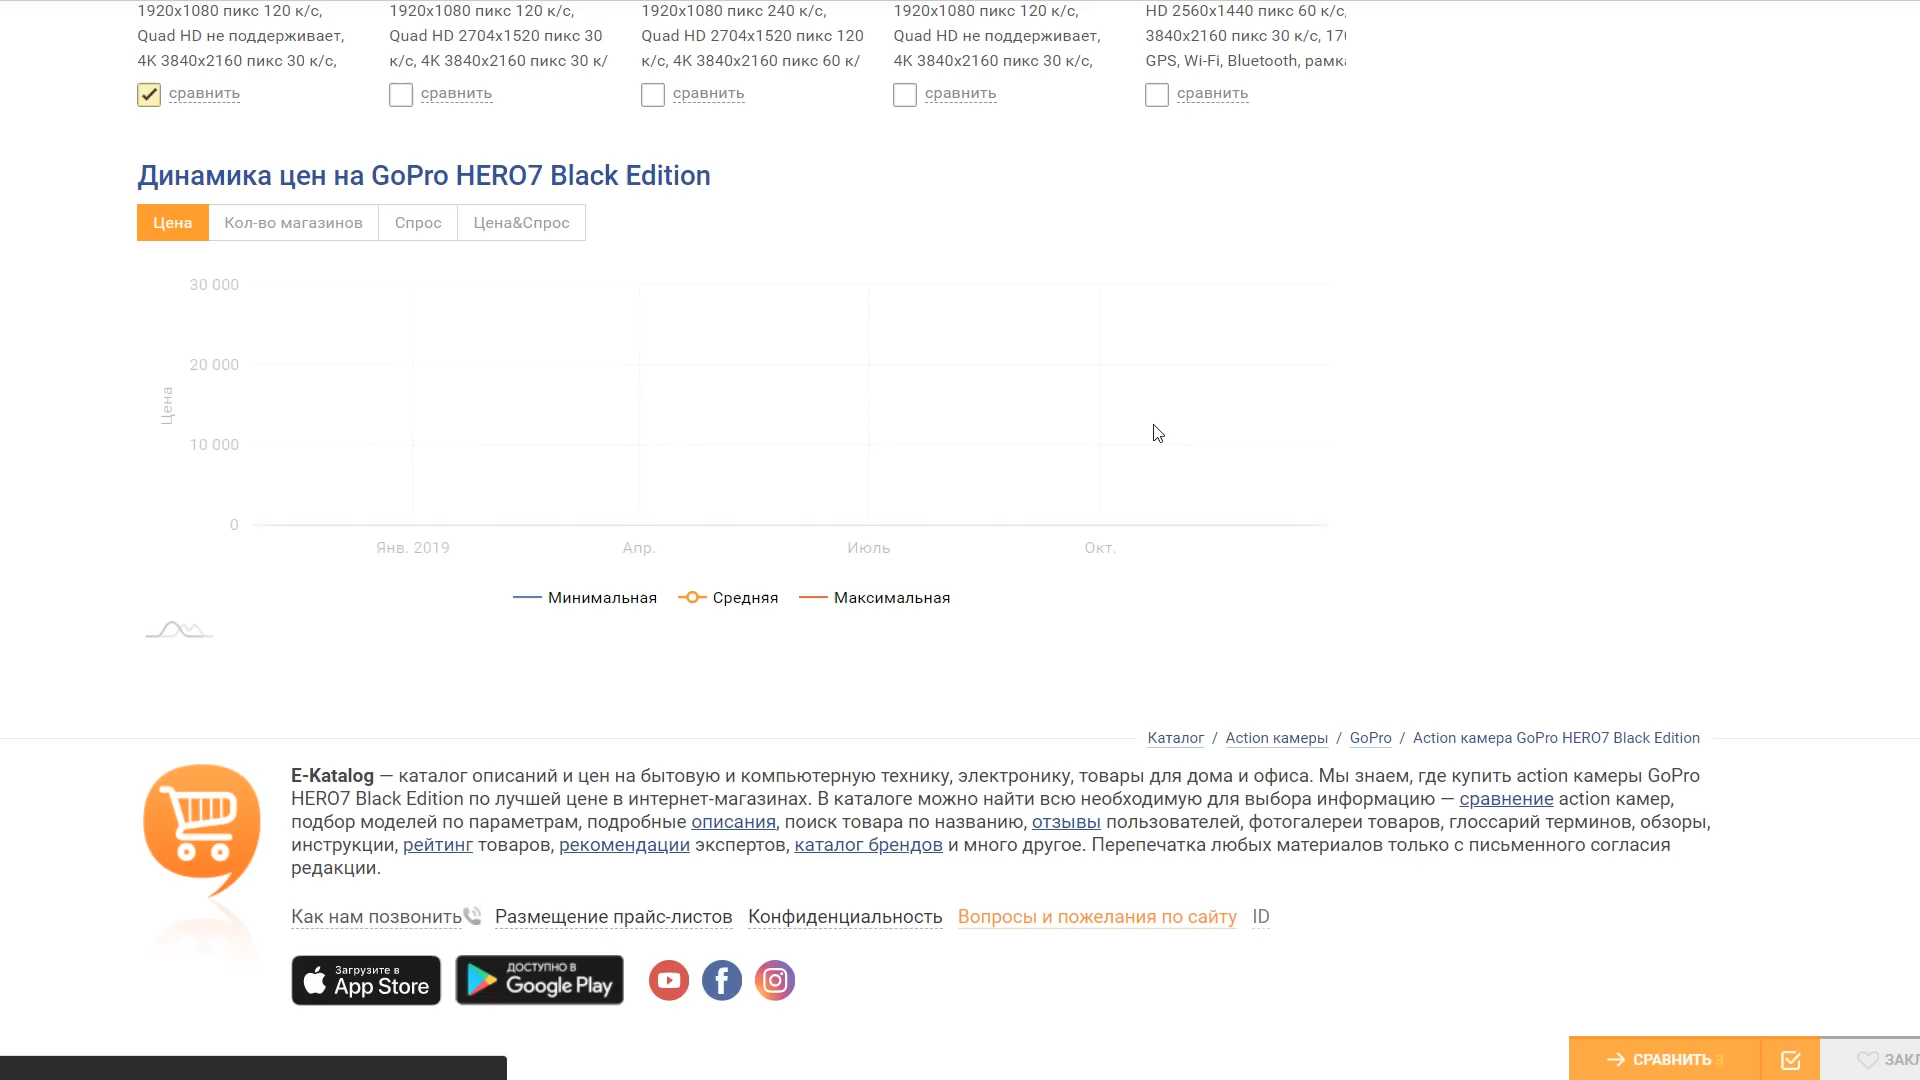 1920x1080 пикс 120 к/с,
Quad HD не поддерживает,
4K 3840x2160 пикс 30 к/с,
сравнить
1920x1080 пикс 120 к/с,
Quad HD 2704x1520 пикс 30
к/с, 4K 3840x2160 пикс 30 к/
сравнить
1920x1080 пикс 240 к/с,
Quad HD 2704x1520 пикс 120
к/с, 4K 3840x2160 пикс 60 к/
сравнить
1920x1080 пикс 120 к/с,
Quad HD не поддерживает,
4K 3840x2160 пикс 30 к/с,
сравнить
HD 2560x1440 пикс 60 к/с,
3840x2160 пикс 30 к/с,
GPS, Wi-Fi, Bluetooth,
сравнить
Динамика цен на GoPro HERO7 Black Edition
Цена
Кол-во магазинов
Спрос
Цена&Спрос
30 000
20 000
10 000
0
Цена
Янв. 2019
Апр.
Июль
Окт.
Минимальная
Средняя
Максимальная
Каталог / Action камеры / GoPro / Action камера GoPro HERO7 Black Edition
E-Katalog — каталог описаний и цен на бытовую и компьютерную технику, электронику, товары для дома и офиса. Мы знаем, где купить action камеры GoPro
HERO7 Black Edition по лучшей цене в интернет-магазинах. В каталоге можно найти всю необходимую для выбора информацию — сравнение action камер,
подбор моделей по параметрам, подробные описания, поиск товара по названию, отзывы пользователей, фотогалереи товаров, глоссарий терминов, обзоры,
инструкции, рейтинг товаров, рекомендации экспертов, каталог брендов и много другое. Перепечатка любых материалов только с письменного согласия
редакции.
Как нам позвонить
Размещение прайс-листов
Конфиденциальность
Вопросы и пожелания по сайту
ID
Загрузите в
App Store
ДОСТУПНО В
Google Play
СРАВНИТЬ 3